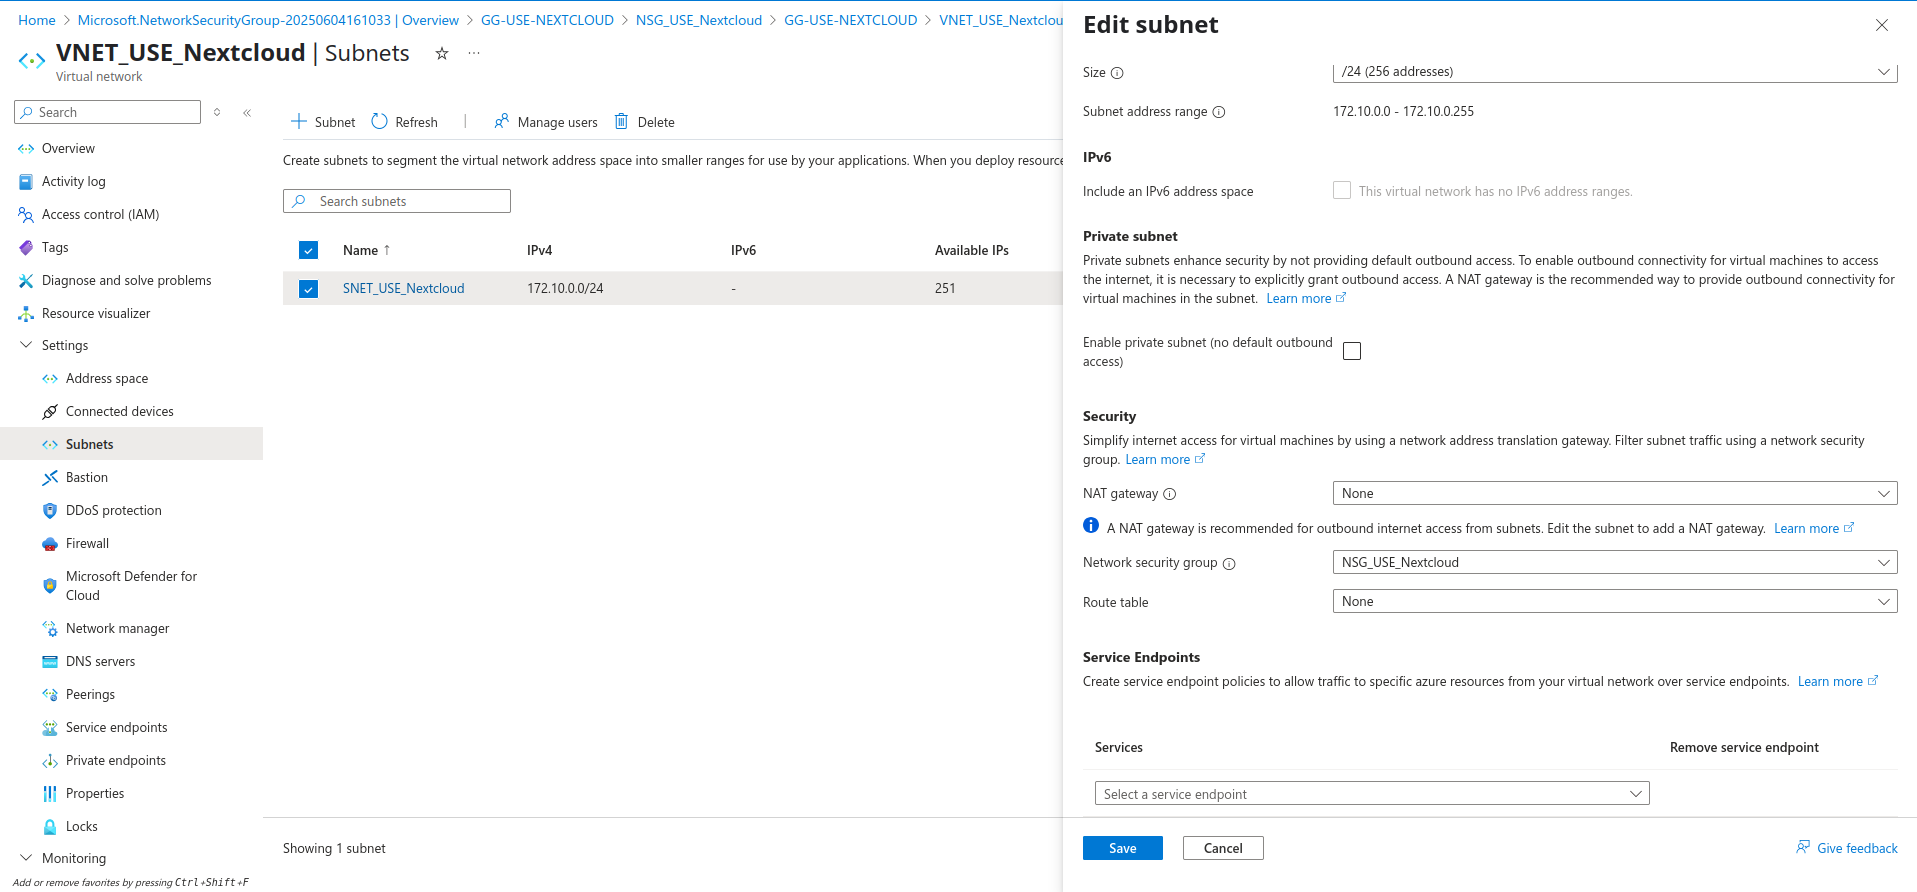 Home > Microsoft.NetworkSecurityGroup-20250604161033 | Overview > GG-USE-NEXTCLOUD > NSG_USE_Nextcloud > GG-USE-NEXTCLOUD > VNET_USE_Nextclou
VNET_USE_Nextcloud | Subnets
Virtual network
Search
Overview
Activity log
Access control (IAM)
Tags
Diagnose and solve problems
Resource visualizer
Settings
Address space
Connected devices
Subnets
Bastion
DDoS protection
Firewall
Microsoft Defender for
Cloud
Network manager
DNS servers
Peerings
Service endpoints
Private endpoints
Properties
Locks
Monitoring
Add or remove favorites by pressing Ctrl+Shift+F
Subnet Refresh Manage users Delete
Create subnets to segment the virtual network address space into smaller ranges for use by your applications. When you deploy resource
Search subnets
Name ↑ IPv4 IPv6 Available IPs
SNET_USE_Nextcloud 172.10.0.0/24 - 251
Showing 1 subnet
Edit subnet
Size /24 (256 addresses)
Subnet address range 172.10.0.0 - 172.10.0.255
IPv6
Include an IPv6 address space This virtual network has no IPv6 address ranges.
Private subnet
Private subnets enhance security by not providing default outbound access. To enable outbound connectivity for virtual machines to access
the internet, it is necessary to explicitly grant outbound access. A NAT gateway is the recommended way to provide outbound connectivity for
virtual machines in the subnet. Learn more
Enable private subnet (no default outbound
access)
Security
Simplify internet access for virtual machines by using a network address translation gateway. Filter subnet traffic using a network security
group. Learn more
NAT gateway None
A NAT gateway is recommended for outbound internet access from subnets. Edit the subnet to add a NAT gateway. Learn more
Network security group NSG_USE_Nextcloud
Route table None
Service Endpoints
Create service endpoint policies to allow traffic to specific azure resources from your virtual network over service endpoints. Learn more
Services Remove service endpoint
Select a service endpoint
Save Cancel Give feedback